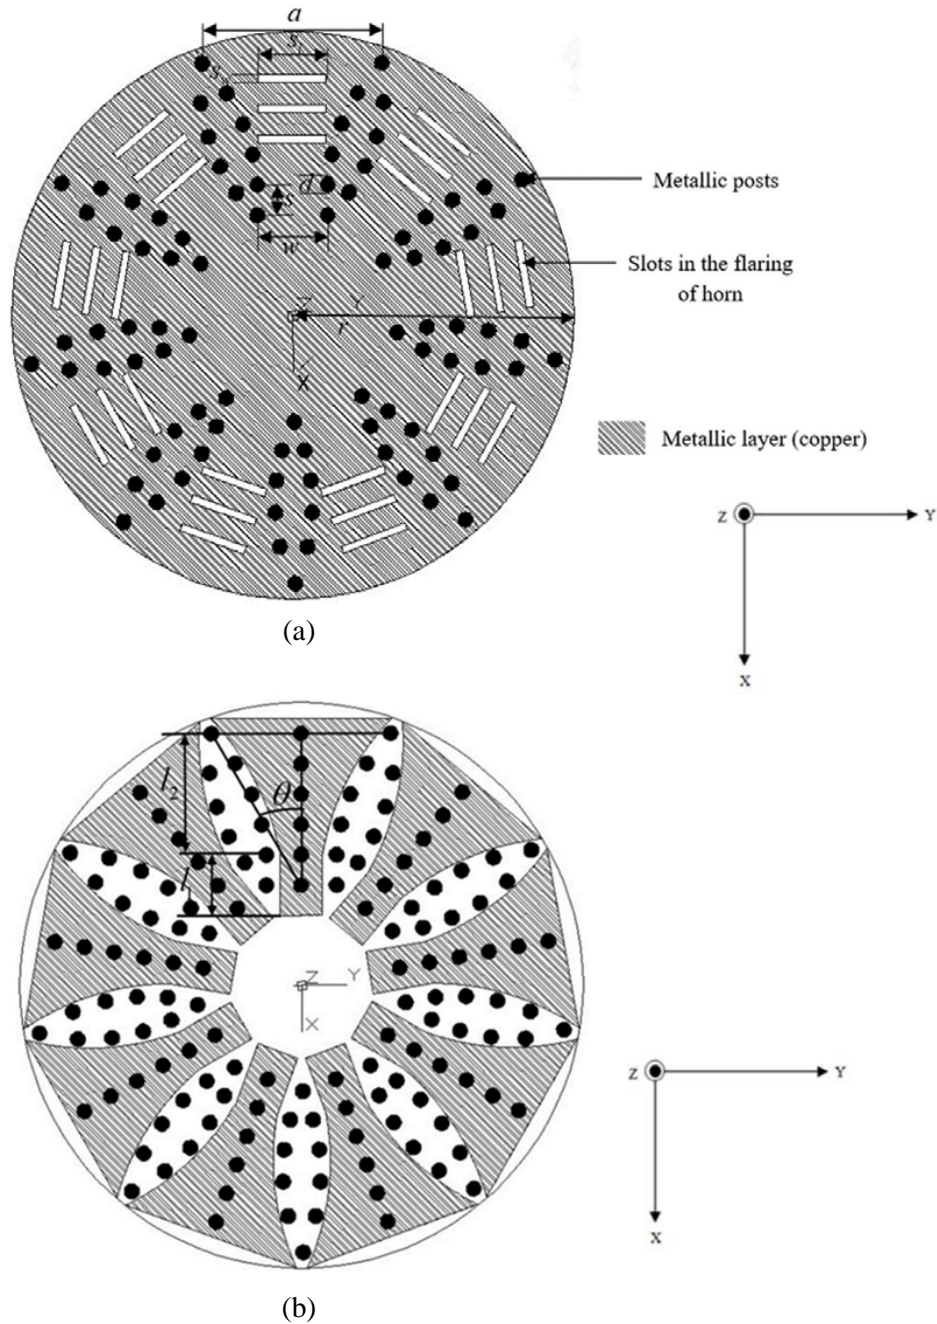 a
s
s
d
s
w
Metallic posts
Slots in the flaring
of horn
Z Y
r
X
Metallic layer (copper)
Z Y
X
(a)
l₂
θ
l
Z Y
X
Z Y
X
(b)